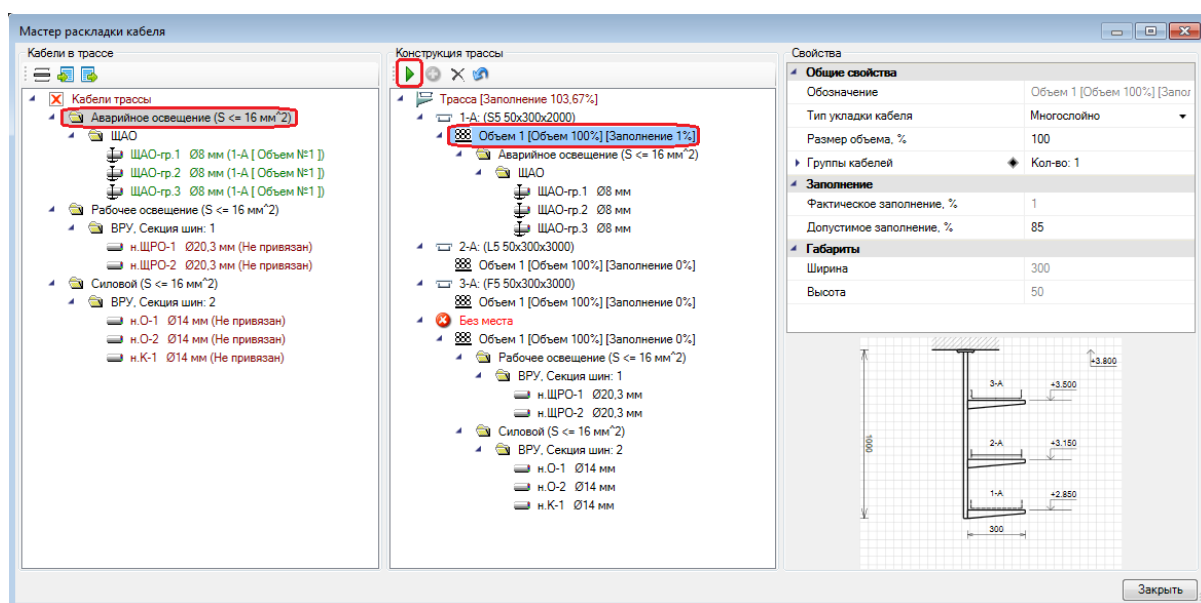 Мастер раскладки кабеля
Кабели в трассе
Кабели трассы
Аварийное освещение (S <= 16 мм^2)
ЩАО
ЩАО-гр.1 Ø8 мм (1-А [ Объем №1 ])
ЩАО-гр.2 Ø8 мм (1-А [ Объем №1 ])
ЩАО-гр.3 Ø8 мм (1-А [ Объем №1 ])
Рабочее освещение (S <= 16 мм^2)
ВРУ, Секция шин: 1
н.ЩРО-1 Ø20,3 мм (Не привязан)
н.ЩРО-2 Ø20,3 мм (Не привязан)
Силовой (S <= 16 мм^2)
ВРУ, Секция шин: 2
н.О-1 Ø14 мм (Не привязан)
н.О-2 Ø14 мм (Не привязан)
н.К-1 Ø14 мм (Не привязан)
Конструкция трассы
Трасса [Заполнение 103,67%]
1-А: (S5 50x300x2000)
Объем 1 [Объем 100%] [Заполнение 1%]
Аварийное освещение (S <= 16 мм^2)
ЩАО
ЩАО-гр.1 Ø8 мм
ЩАО-гр.2 Ø8 мм
ЩАО-гр.3 Ø8 мм
2-А: (L5 50x300x3000)
Объем 1 [Объем 100%] [Заполнение 0%]
3-А: (F5 50x300x3000)
Объем 1 [Объем 100%] [Заполнение 0%]
Без места
Объем 1 [Объем 100%] [Заполнение 0%]
Рабочее освещение (S <= 16 мм^2)
ВРУ, Секция шин: 1
н.ЩРО-1 Ø20,3 мм
н.ЩРО-2 Ø20,3 мм
Силовой (S <= 16 мм^2)
ВРУ, Секция шин: 2
н.О-1 Ø14 мм
н.О-2 Ø14 мм
н.К-1 Ø14 мм
Свойства
Общие свойства
Обозначение Объем 1 [Объем 100%] [Запол
Тип укладки кабеля Многослойно
Размер объема, % 100
Группы кабелей Кол-во: 1
Заполнение
Фактическое заполнение, % 1
Допустимое заполнение, % 85
Габариты
Ширина 300
Высота 50
+3.800
3-А +3.500
2-А +3.150
1000
1-А +2.850
300
Закрыть